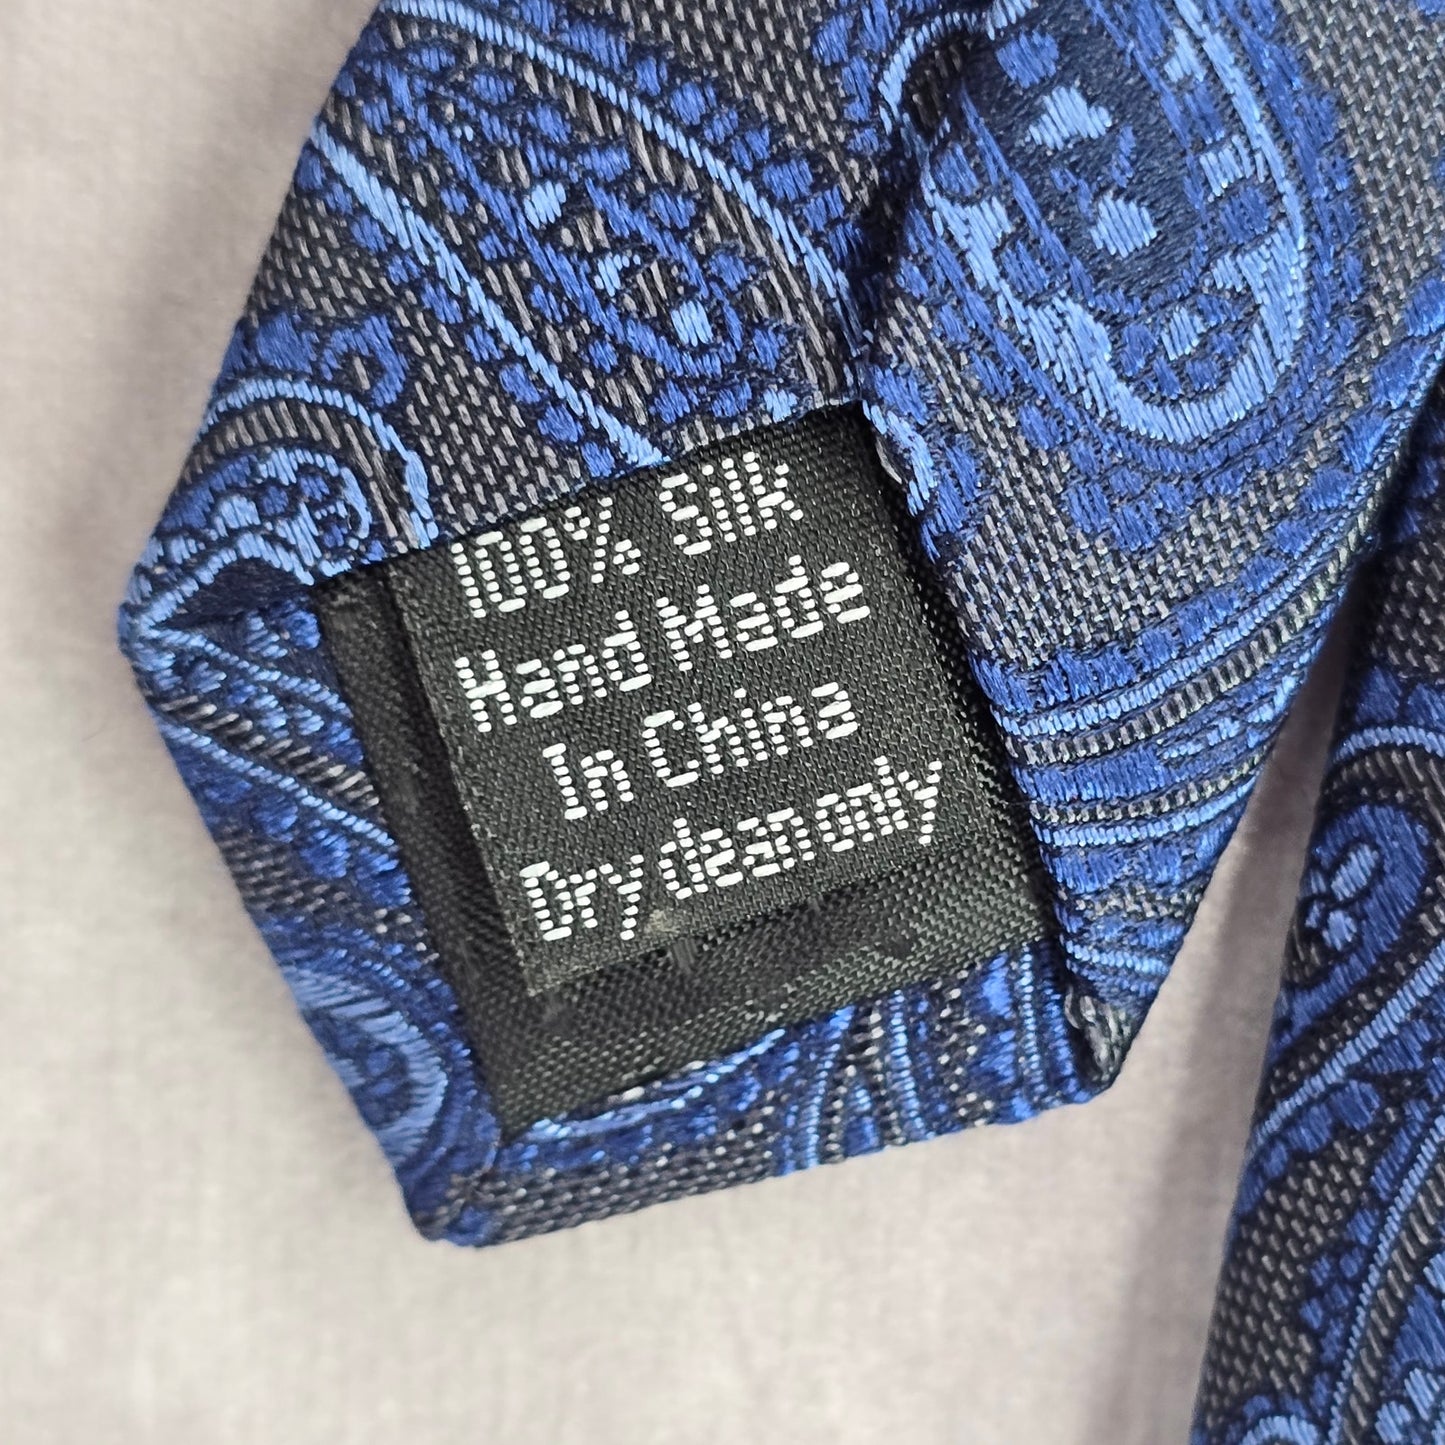 100% Silk
Hand Made
In China
Dry clean only